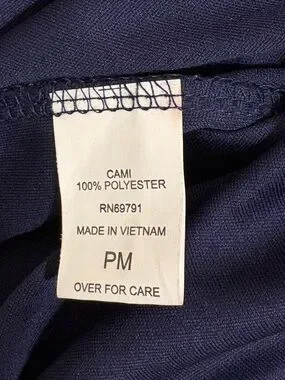 CAMI
100% POLYESTER
RN69791
MADE IN VIETNAM
PM
OVER FOR CARE